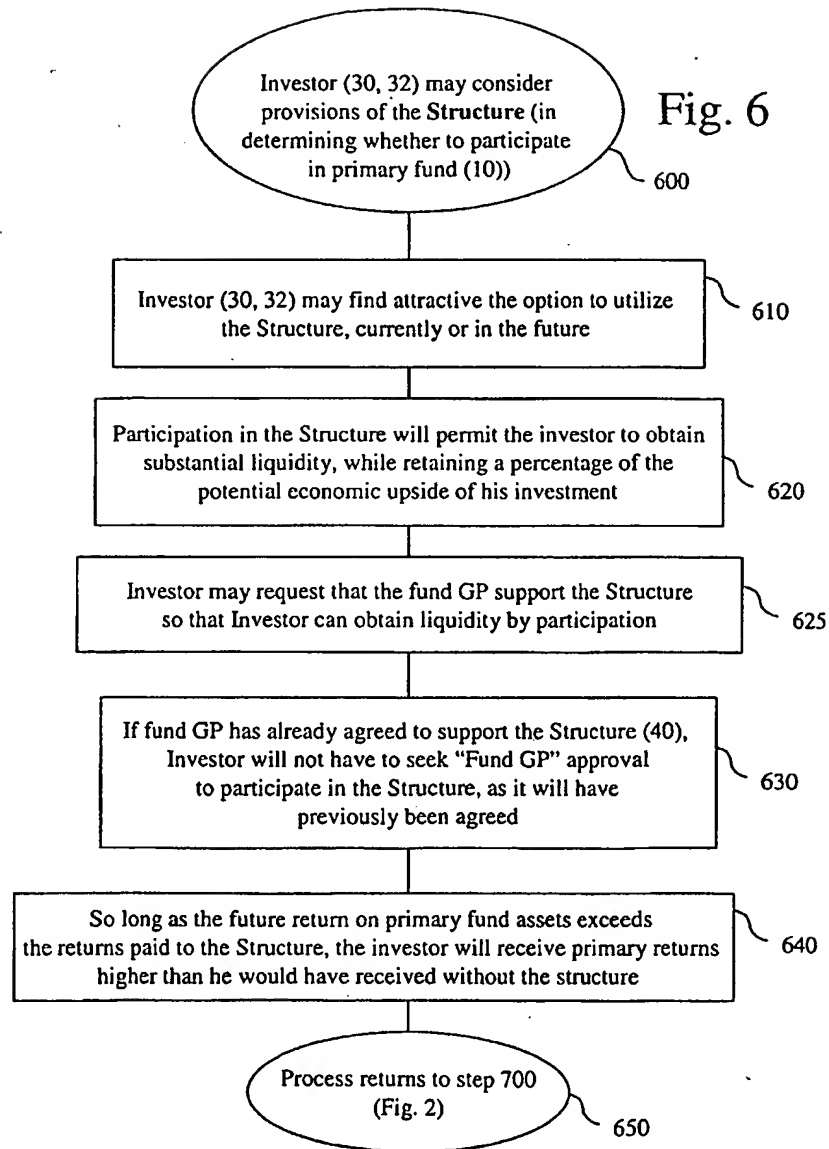 Investor (30, 32) may consider
provisions of the Structure (in
determining whether to participate
in primary fund (10))
Fig. 6
600
Investor (30, 32) may find attractive the option to utilize
the Structure, currently or in the future
610
Participation in the Structure will permit the investor to obtain
substantial liquidity, while retaining a percentage of the
potential economic upside of his investment
620
Investor may request that the fund GP support the Structure
so that Investor can obtain liquidity by participation
625
If fund GP has already agreed to support the Structure (40),
Investor will not have to seek “Fund GP” approval
to participate in the Structure, as it will have
previously been agreed
630
So long as the future return on primary fund assets exceeds
the returns paid to the Structure, the investor will receive primary returns
higher than he would have received without the structure
640
Process returns to step 700
(Fig. 2)
650